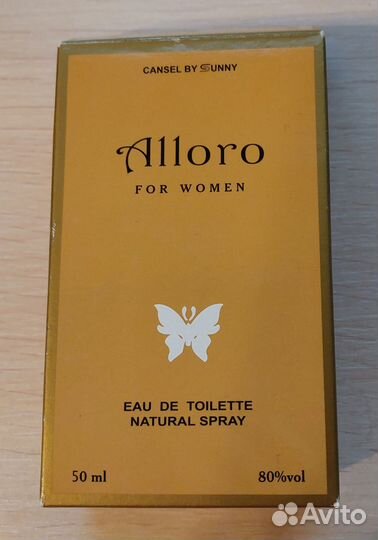 CANSEL BY SUNNY
Alloro
FOR WOMEN
EAU DE TOILETTE
NATURAL SPRAY
50 ml 80%vol
Avito